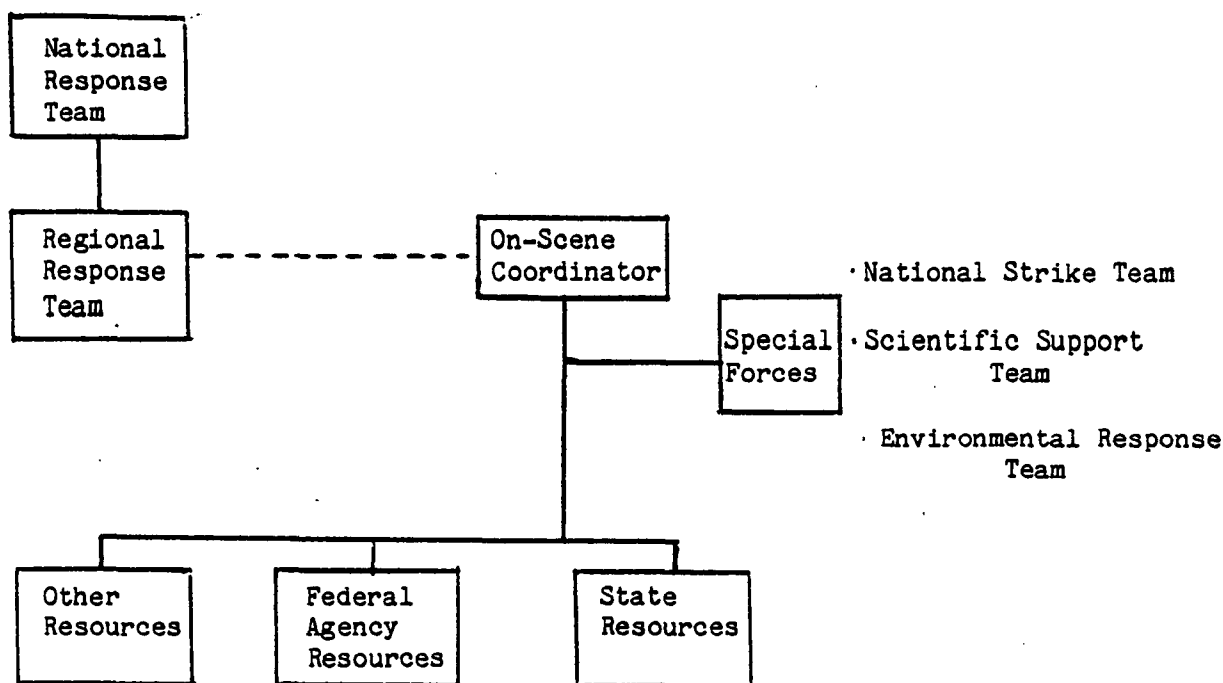 National
Response
Team
Regional
Response
Team
On-Scene
Coordinator
Special
Forces
· National Strike Team
· Scientific Support
Team
· Environmental Response
Team
Other
Resources
Federal
Agency
Resources
State
Resources